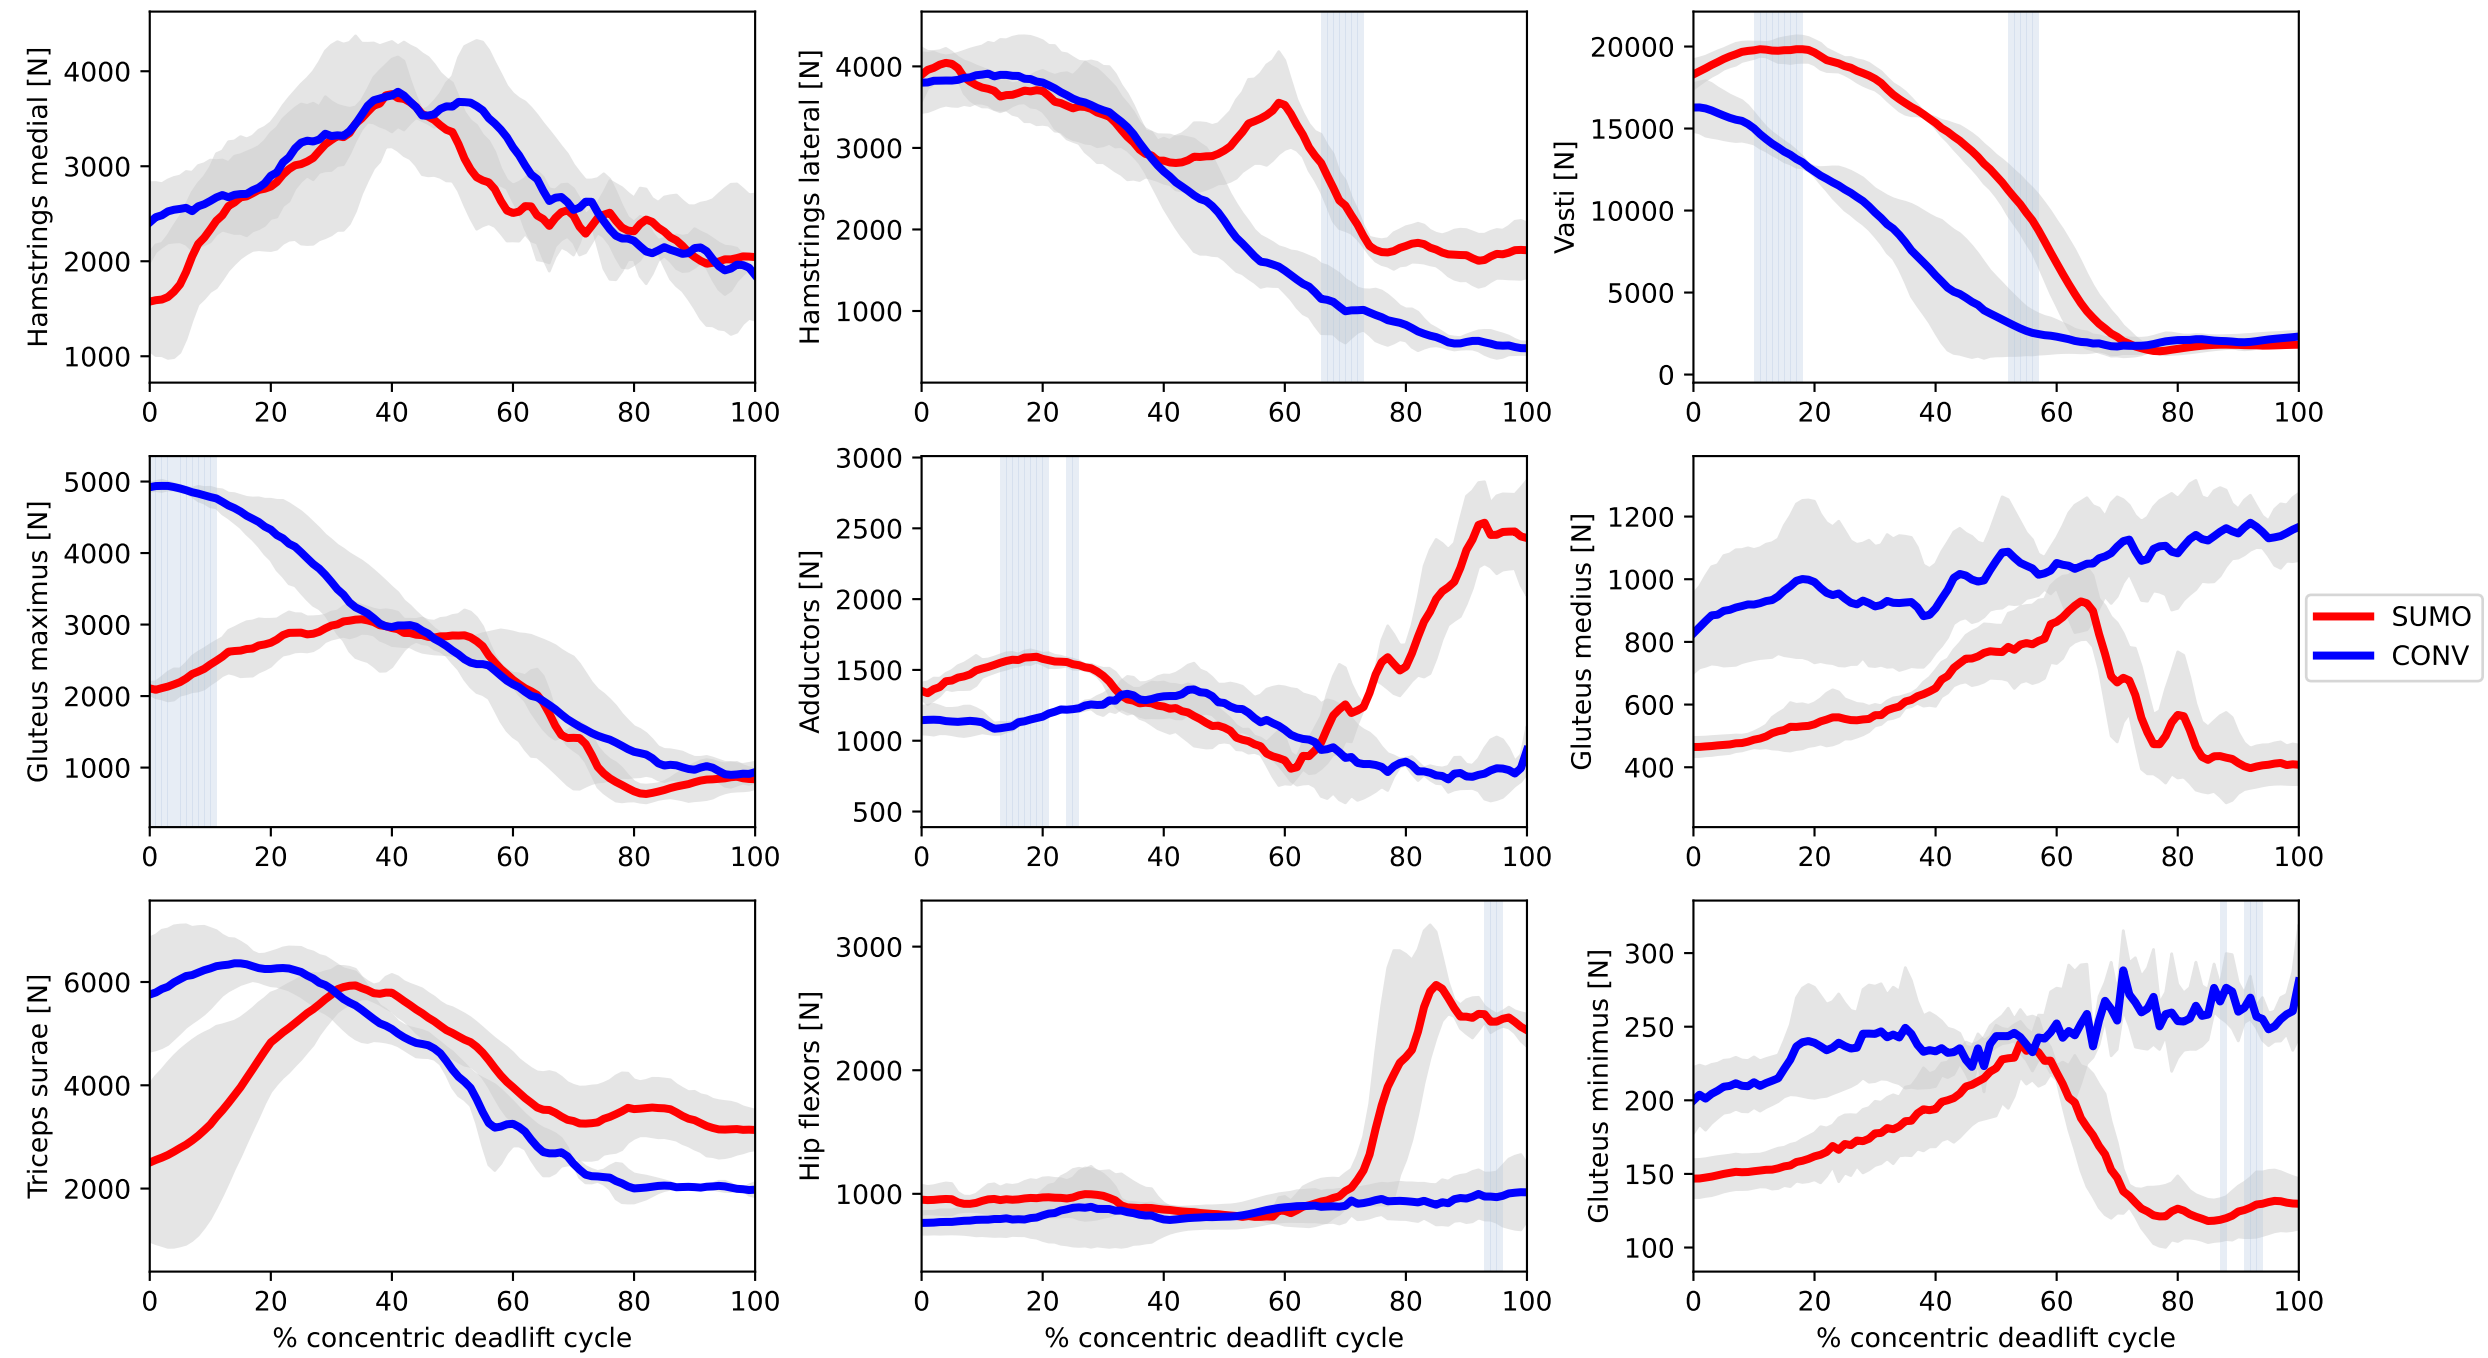 Hamstrings medial [N]
4000
3000
2000
1000
0 20 40 60 80 100
Hamstrings lateral [N]
4000
3000
2000
1000
0 20 40 60 80 100
Vasti [N]
20000
15000
10000
5000
0
0 20 40 60 80 100
Gluteus maximus [N]
5000
4000
3000
2000
1000
0 20 40 60 80 100
Adductors [N]
3000
2500
2000
1500
1000
500
0 20 40 60 80 100
Gluteus medius [N]
1200
1000
800
600
400
0 20 40 60 80 100
SUMO
CONV
Triceps surae [N]
6000
4000
2000
0 20 40 60 80 100
% concentric deadlift cycle
Hip flexors [N]
3000
2000
1000
0 20 40 60 80 100
% concentric deadlift cycle
Gluteus minimus [N]
300
250
200
150
100
0 20 40 60 80 100
% concentric deadlift cycle